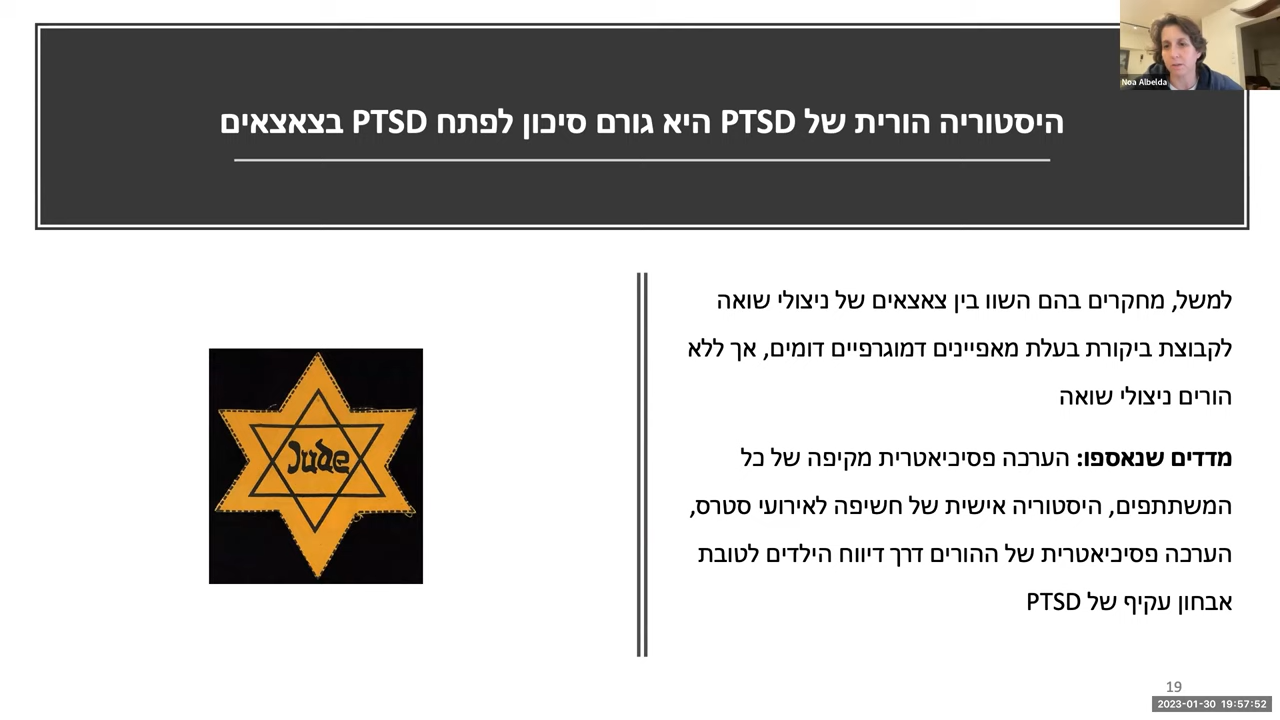 Noa Albelda
היסטוריה הורית של PTSD היא גורם סיכון לפתח PTSD בצאצאים
למשל, מחקרים בהם השוו בין צאצאים של ניצולי שואה
לקבוצת ביקורת בעלת מאפיינים דמוגרפיים דומים, אך ללא
הורים ניצולי שואה
מדדים שנאספו: הערכה פסיכיאטרית מקיפה של כל
המשתתפים, היסטוריה אישית של חשיפה לאירועי סטרס,
הערכה פסיכיאטרית של ההורים דרך דיווח הילדים לטובת
אבחון עקיף של PTSD
Jude
19
2023-01-30 19:57:52